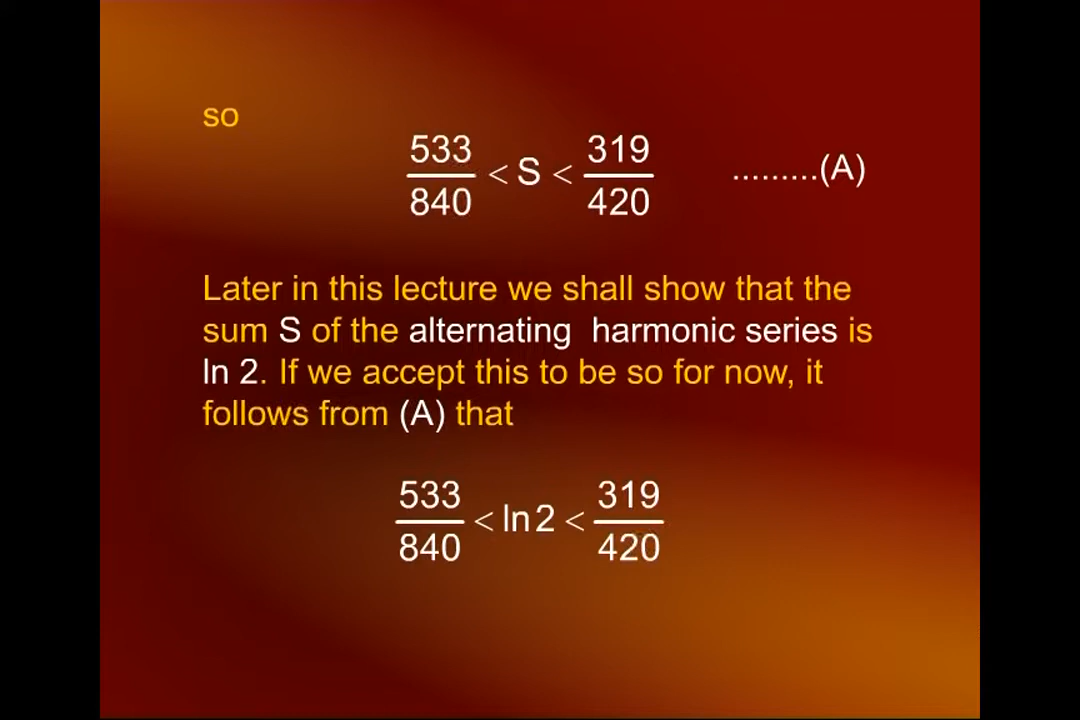 so
533/840 < S < 319/420 .........(A)
Later in this lecture we shall show that the
sum S of the alternating harmonic series is
ln 2. If we accept this to be so for now, it
follows from (A) that
533/840 < ln2 < 319/420